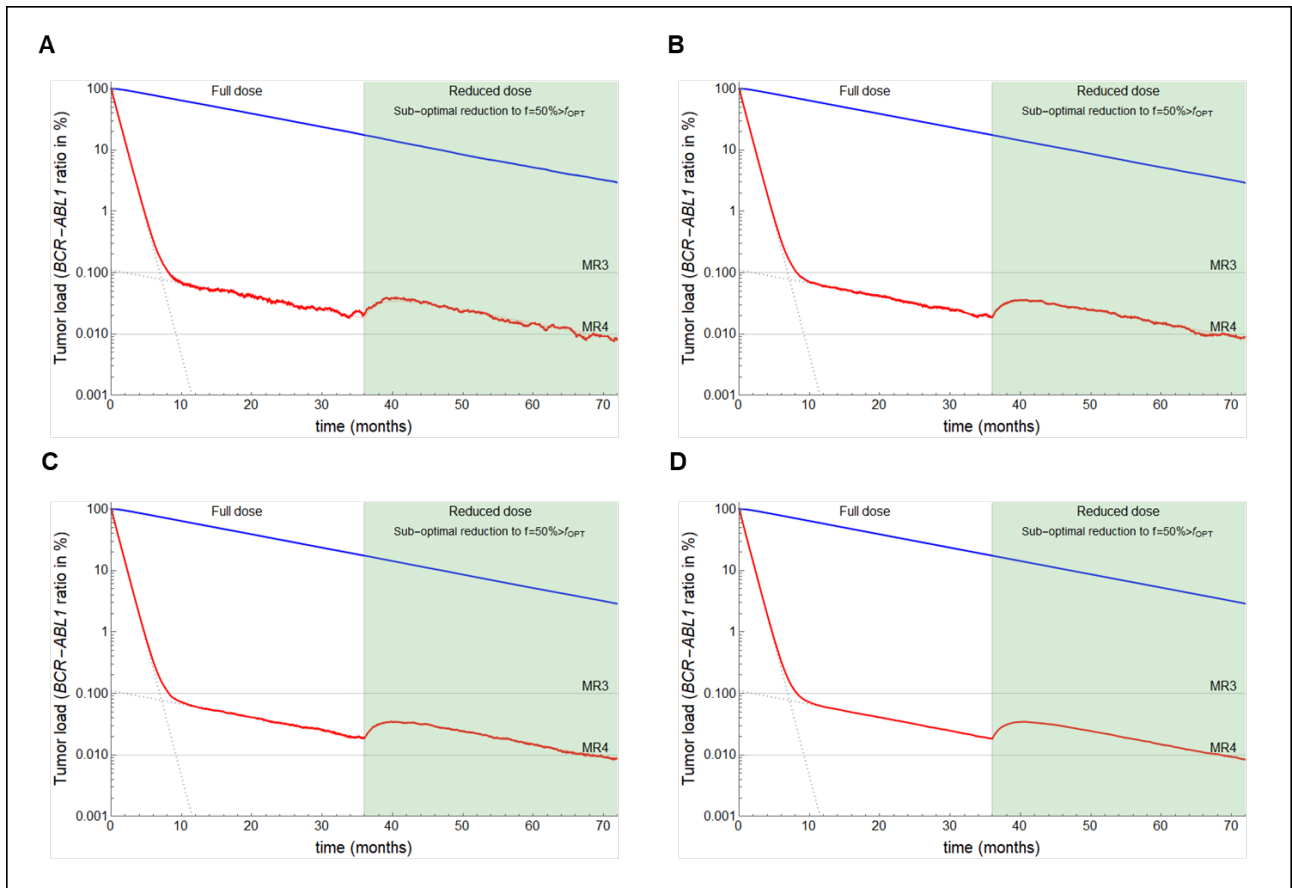 A
Full dose
Reduced dose
Sub-optimal reduction to f=50%>fOPT
Tumor load (BCR-ABL1 ratio in %)
100
10
1
0.100
0.010
0.001
MR3
MR4
0 10 20 30 40 50 60 70
time (months)
B
Full dose
Reduced dose
Sub-optimal reduction to f=50%>fOPT
Tumor load (BCR-ABL1 ratio in %)
100
10
1
0.100
0.010
0.001
MR3
MR4
0 10 20 30 40 50 60 70
time (months)
C
Full dose
Reduced dose
Sub-optimal reduction to f=50%>fOPT
Tumor load (BCR-ABL1 ratio in %)
100
10
1
0.100
0.010
0.001
MR3
MR4
0 10 20 30 40 50 60 70
time (months)
D
Full dose
Reduced dose
Sub-optimal reduction to f=50%>fOPT
Tumor load (BCR-ABL1 ratio in %)
100
10
1
0.100
0.010
0.001
MR3
MR4
0 10 20 30 40 50 60 70
time (months)